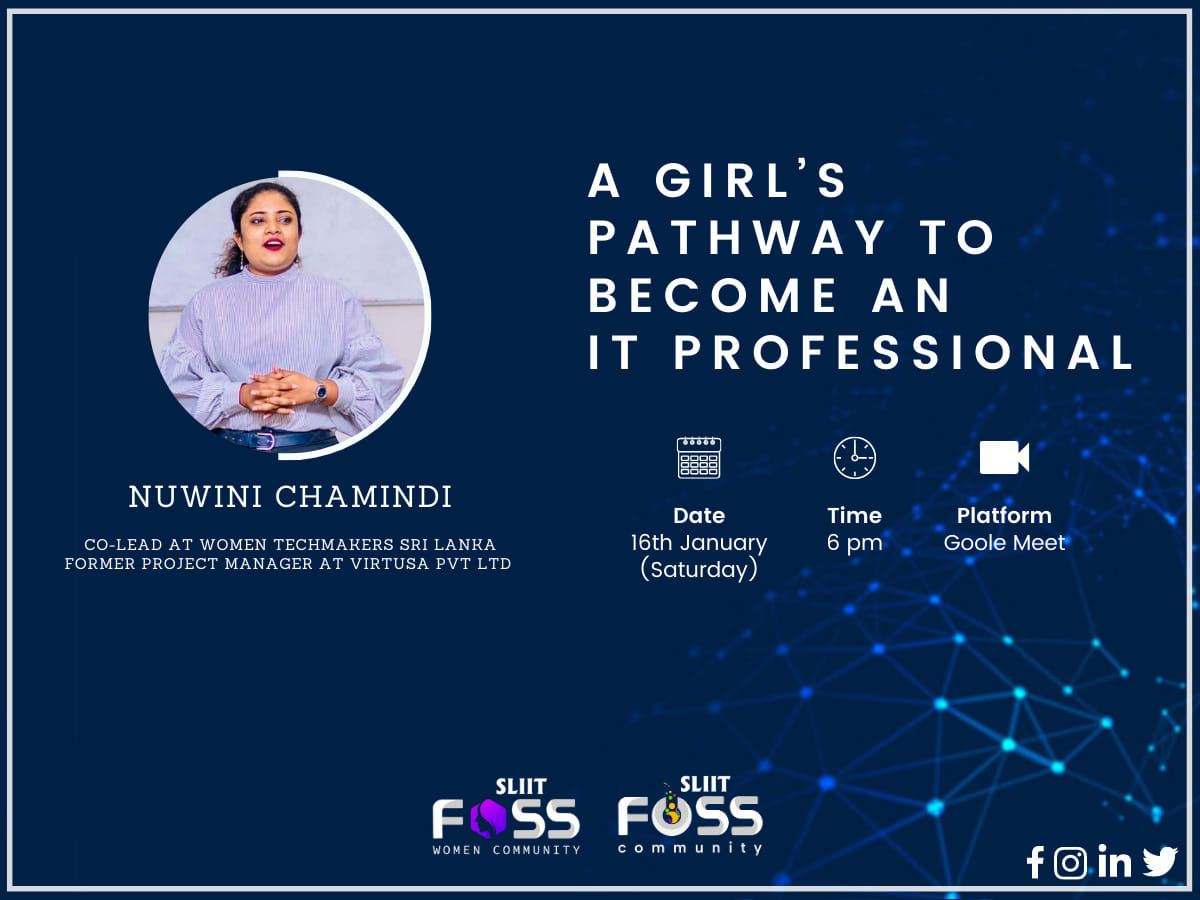 A GIRL’S
PATHWAY TO
BECOME AN
IT PROFESSIONAL
NUWINI CHAMINDI
CO-LEAD AT WOMEN TECHMAKERS SRI LANKA
FORMER PROJECT MANAGER AT VIRTUSA PVT LTD
Date
16th January
(Saturday)
Time
6 pm
Platform
Goole Meet
SLIIT
FOSS
WOMEN COMMUNITY
SLIIT
FOSS
community